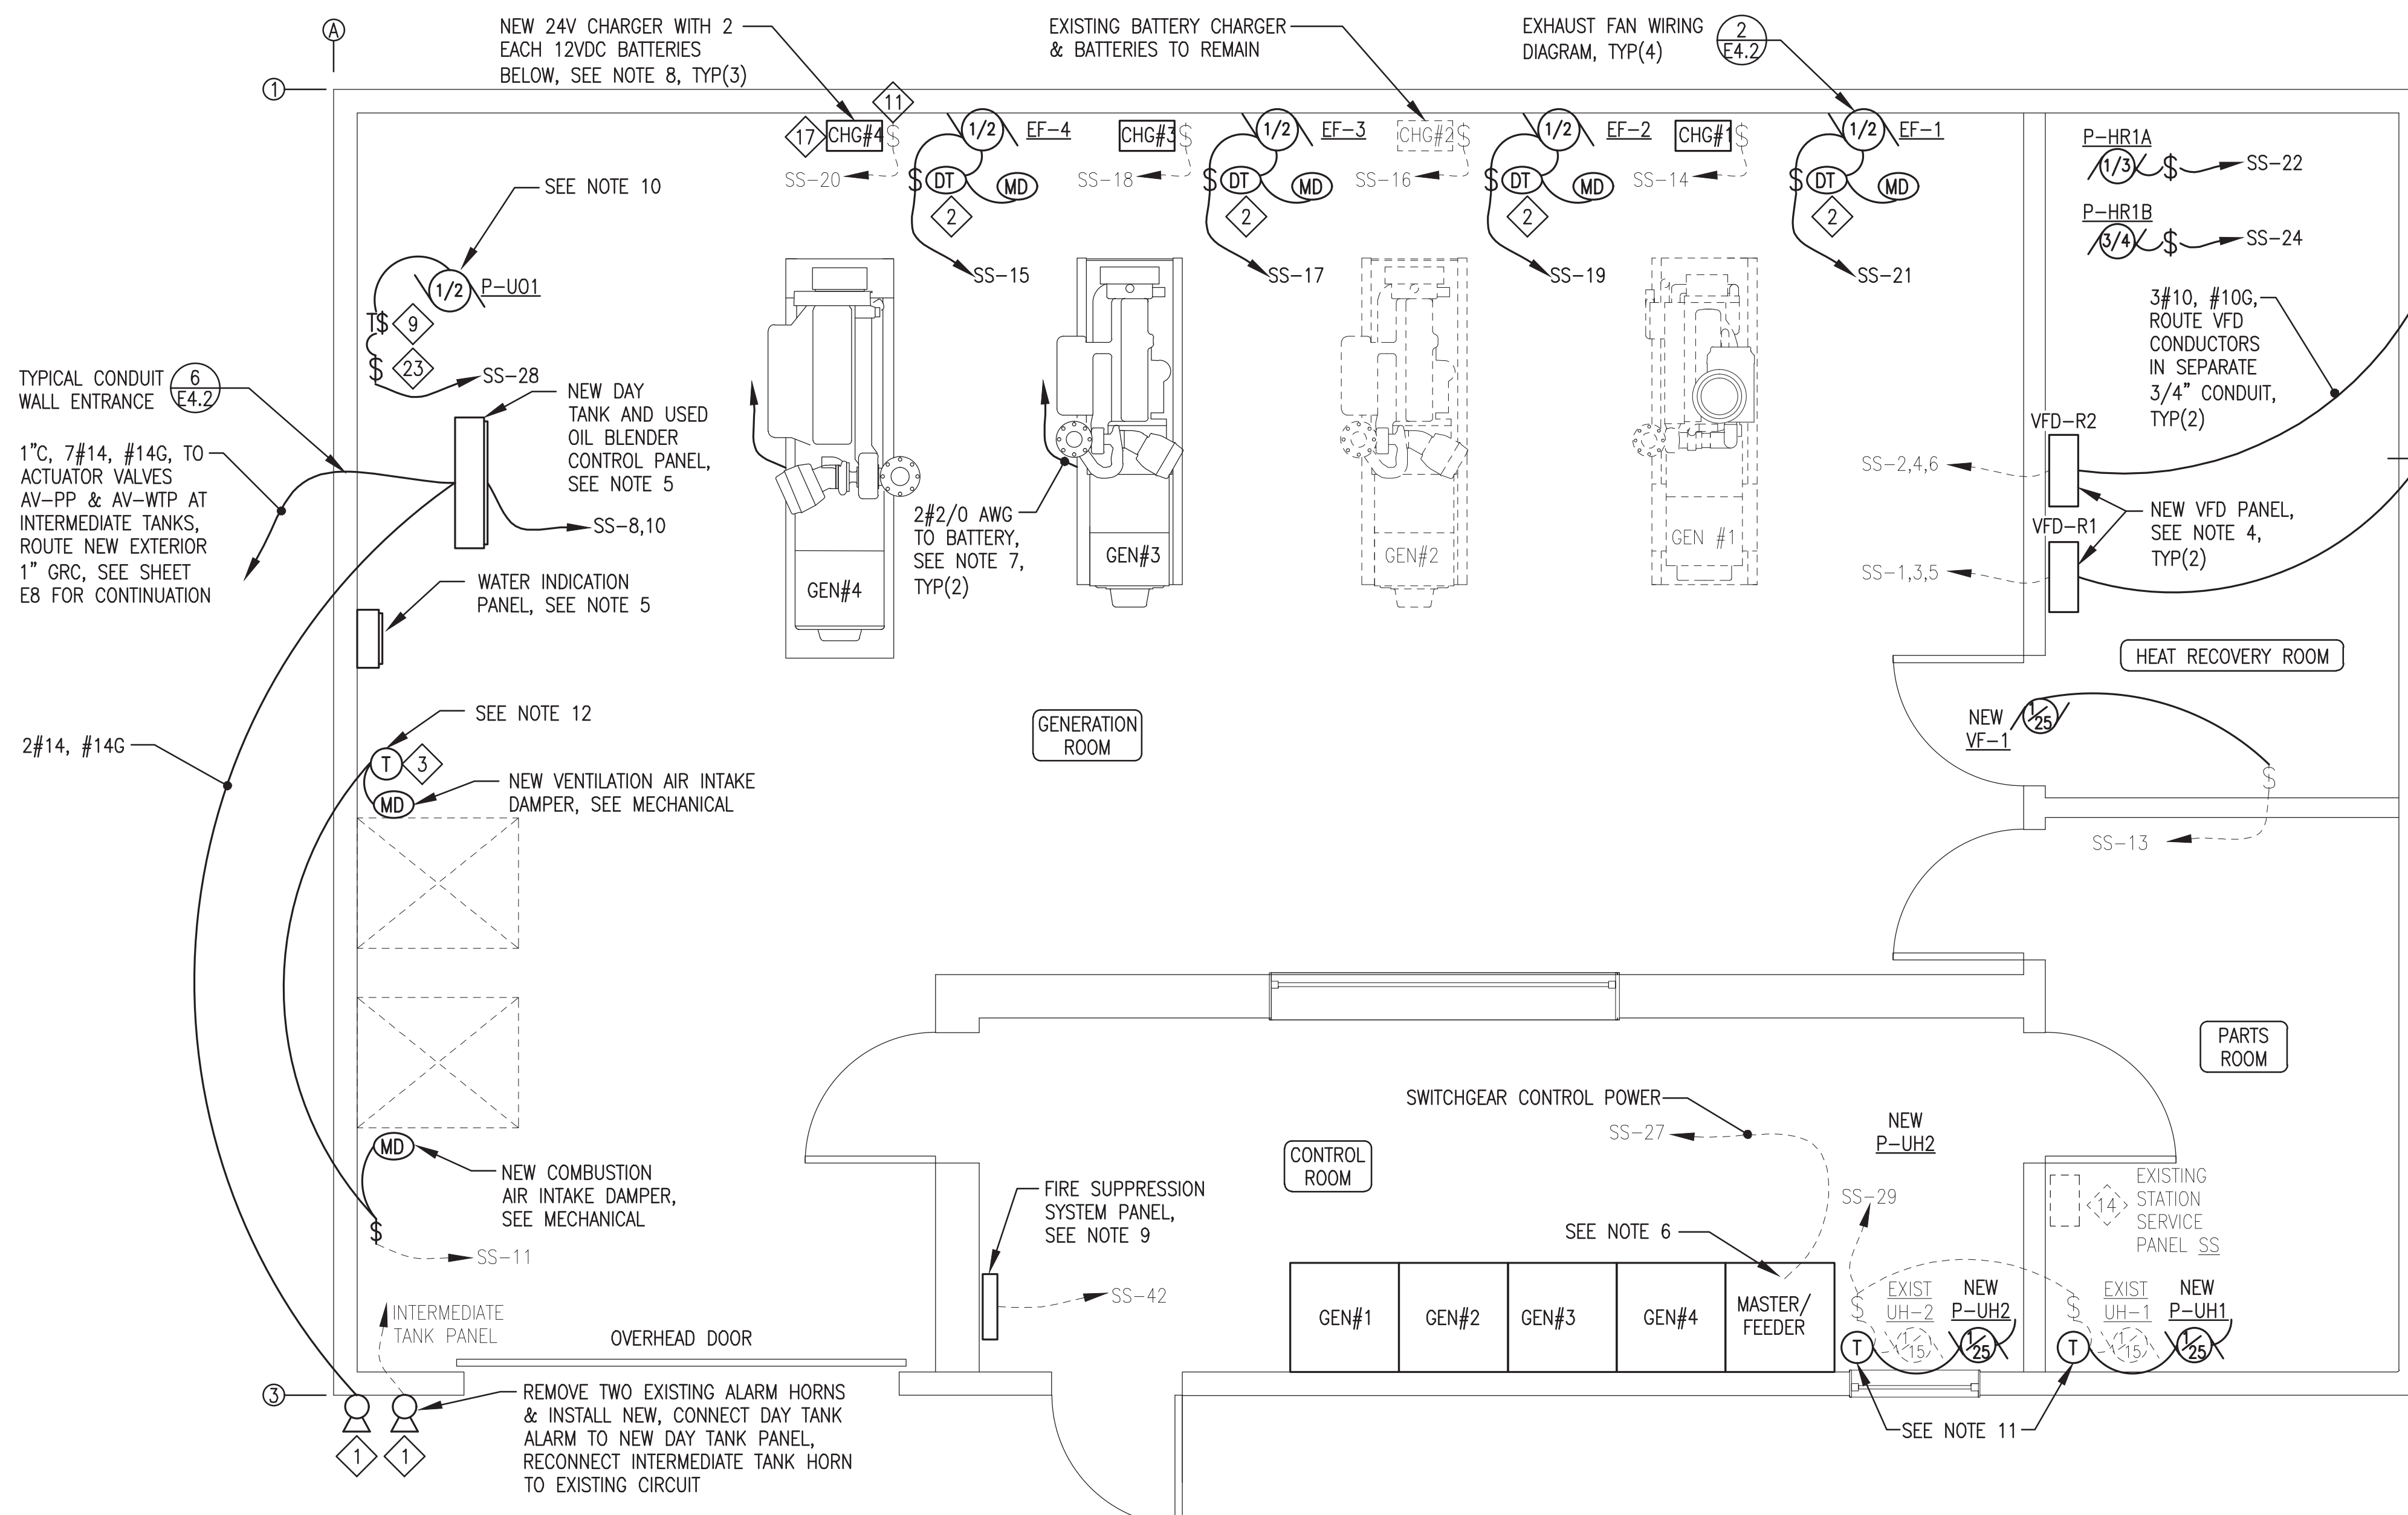 A
1
NEW 24V CHARGER WITH 2
EACH 12VDC BATTERIES
BELOW, SEE NOTE 8, TYP(3)
EXISTING BATTERY CHARGER
& BATTERIES TO REMAIN
EXHAUST FAN WIRING
DIAGRAM, TYP(4)
2
E4.2
11
17
CHG#4
$
SS-20
1/2
EF-4
$
DT
MD
2
SS-15
CHG#3
$
SS-18
1/2
EF-3
$
DT
MD
2
SS-17
CHG#2
$
SS-16
1/2
EF-2
$
DT
MD
2
SS-19
CHG#1
$
SS-14
1/2
EF-1
$
DT
MD
2
SS-21
P-HR1A
1/3
$
SS-22
P-HR1B
3/4
$
SS-24
3#10, #10G,
ROUTE VFD
CONDUCTORS
IN SEPARATE
3/4" CONDUIT,
TYP(2)
SEE NOTE 10
1/2
P-UO1
T$
9
$
23
SS-28
TYPICAL CONDUIT
WALL ENTRANCE
6
E4.2
1"C, 7#14, #14G, TO
ACTUATOR VALVES
AV-PP & AV-WTP AT
INTERMEDIATE TANKS,
ROUTE NEW EXTERIOR
1" GRC, SEE SHEET
E8 FOR CONTINUATION
NEW DAY
TANK AND USED
OIL BLENDER
CONTROL PANEL,
SEE NOTE 5
SS-8,10
WATER INDICATION
PANEL, SEE NOTE 5
GEN#4
2#2/0 AWG
TO BATTERY,
SEE NOTE 7,
TYP(2)
GEN#3
GEN#2
GEN #1
VFD-R2
SS-2,4,6
VFD-R1
SS-1,3,5
NEW VFD PANEL,
SEE NOTE 4,
TYP(2)
HEAT RECOVERY ROOM
2#14, #14G
SEE NOTE 12
T
3
MD
NEW VENTILATION AIR INTAKE
DAMPER, SEE MECHANICAL
GENERATION
ROOM
NEW
VF-1
1/25
$
SS-13
MD
NEW COMBUSTION
AIR INTAKE DAMPER,
SEE MECHANICAL
$
SS-11
PARTS
ROOM
SWITCHGEAR CONTROL POWER
SS-27
NEW
P-UH2
CONTROL
ROOM
FIRE SUPPRESSION
SYSTEM PANEL,
SEE NOTE 9
SS-42
SEE NOTE 6
SS-29
14
EXISTING
STATION
SERVICE
PANEL SS
GEN#1
GEN#2
GEN#3
GEN#4
MASTER/
FEEDER
$
EXIST
UH-2
NEW
P-UH2
T
1/15
1/25
$
EXIST
UH-1
NEW
P-UH1
T
1/15
1/25
SEE NOTE 11
INTERMEDIATE
TANK PANEL
OVERHEAD DOOR
3
1
1
REMOVE TWO EXISTING ALARM HORNS
& INSTALL NEW, CONNECT DAY TANK
ALARM TO NEW DAY TANK PANEL,
RECONNECT INTERMEDIATE TANK HORN
TO EXISTING CIRCUIT